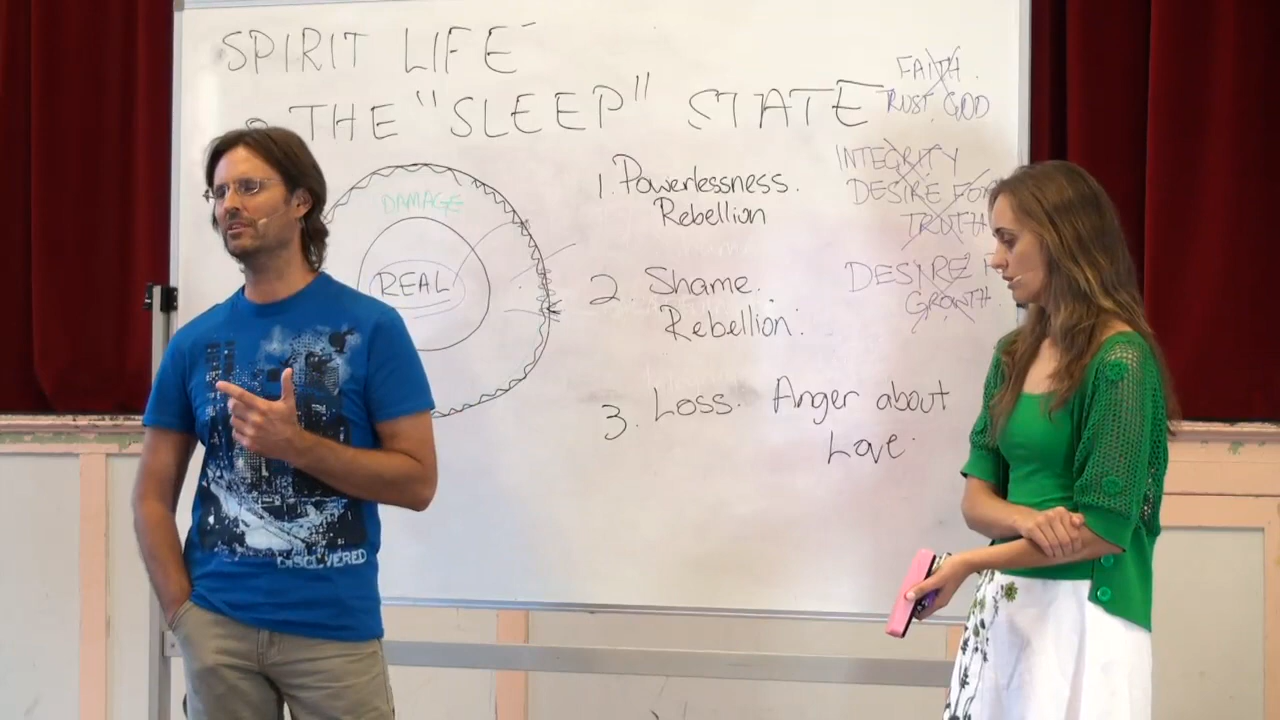 SPIRIT LIFE
THE "SLEEP" STATE
FAITH.
TRUST GOD
INTEGRITY
DESIRE FOR
TRUTH
DESIRE
GROWTH.
DAMAGE
REAL
1. Powerlessness.
Rebellion
2 Shame.
Rebellion.
3. Loss. Anger about
Love.
DISCOVERED